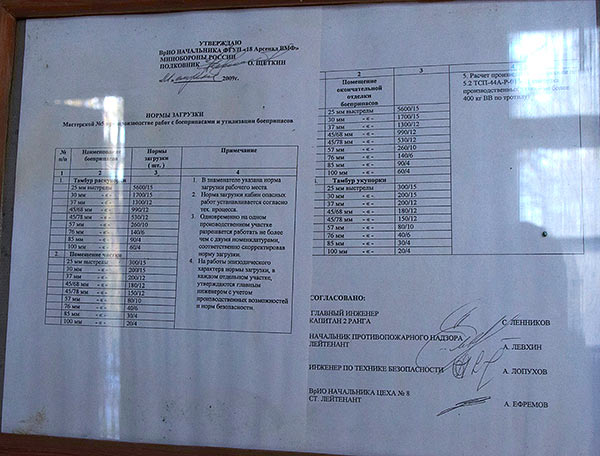 УТВЕРЖДАЮ
ВрИО НАЧАЛЬНИКА ФГУП «18 Арсенал ВМФ»
МИНОБОРОНЫ РОССИИ
ПОЛКОВНИК О. ЩЕТКИН
2009г.
НОРМЫ ЗАГРУЗКИ
Мастерской №5 производстве работ с боеприпасами и утилизации боеприпасов
№ п/п Наименование боеприпасов Нормы загрузки ( шт. ) Примечание
1 2 3
1. Тамбур раскупорки
25 мм выстрелы 5600/15
30 мм -«- 1700/15
37 мм -«- 1300/12
45/68 мм -«- 990/12
45/78 мм -«- 530/12
57 мм -«- 260/10
76 мм -«- 140/6
85 мм -«- 90/4
100 мм -«- 60/4
2. Помещение чистки
25 мм выстрелы 300/15
30 мм -«- 200/15
37 мм -«- 200/12
45/68 мм -«- 180/12
45/78 мм -«- 150/12
57 мм -«- 80/10
76 мм -«- 40/6
85 мм -«- 30/4
100 мм -«- 20/4
1. В знаменателе указана норма
загрузки рабочего места.
2. Норма загрузки кабин опасных
работ устанавливается согласно
тех. процесса.
3. Одновременно на одном
производственном участке
разрешается работать не более
чем с двумя номенклатурами,
соответственно корректировав
норму загрузки.
4. На работы эпизодического
характера нормы загрузки, в
каждом отдельном участке,
утверждаются главным
инженером с учетом
производственных возможностей
и норм безопасности.
2 3 4
Помещение
окончательной
отделки
боеприпасов
25 мм выстрелы 5600/15
30 мм -«- 1700/15
37 мм -«- 1300/12
45/68 мм -«- 990/12
45/78 мм -«- 530/12
57 мм -«- 260/10
76 мм -«- 140/6
85 мм -«- 90/4
100 мм -«- 60/4
Тамбур укупорки
25 мм выстрелы 300/15
30 мм -«- 200/15
37 мм -«- 200/12
45/68 мм -«- 180/12
45/78 мм -«- 150/12
57 мм -«- 80/10
76 мм -«- 40/6
85 мм -«- 30/4
100 мм -«- 20/4
5. Расчет
5.2 ТСП-44А-Р-01
производственных более
400 кг ВВ по тротилу
СОГЛАСОВАНО:
ГЛАВНЫЙ ИНЖЕНЕР
КАПИТАН 2 РАНГА С. ЛЕННИКОВ
НАЧАЛЬНИК ПРОТИВОПОЖАРНОГО НАДЗОРА
ЛЕЙТЕНАНТ А. ЛЕВХИН
ИНЖЕНЕР ПО ТЕХНИКЕ БЕЗОПАСНОСТИ А. ЛОПУХОВ
ВрИО НАЧАЛЬНИКА ЦЕХА № 8
СТ. ЛЕЙТЕНАНТ А. ЕФРЕМОВ